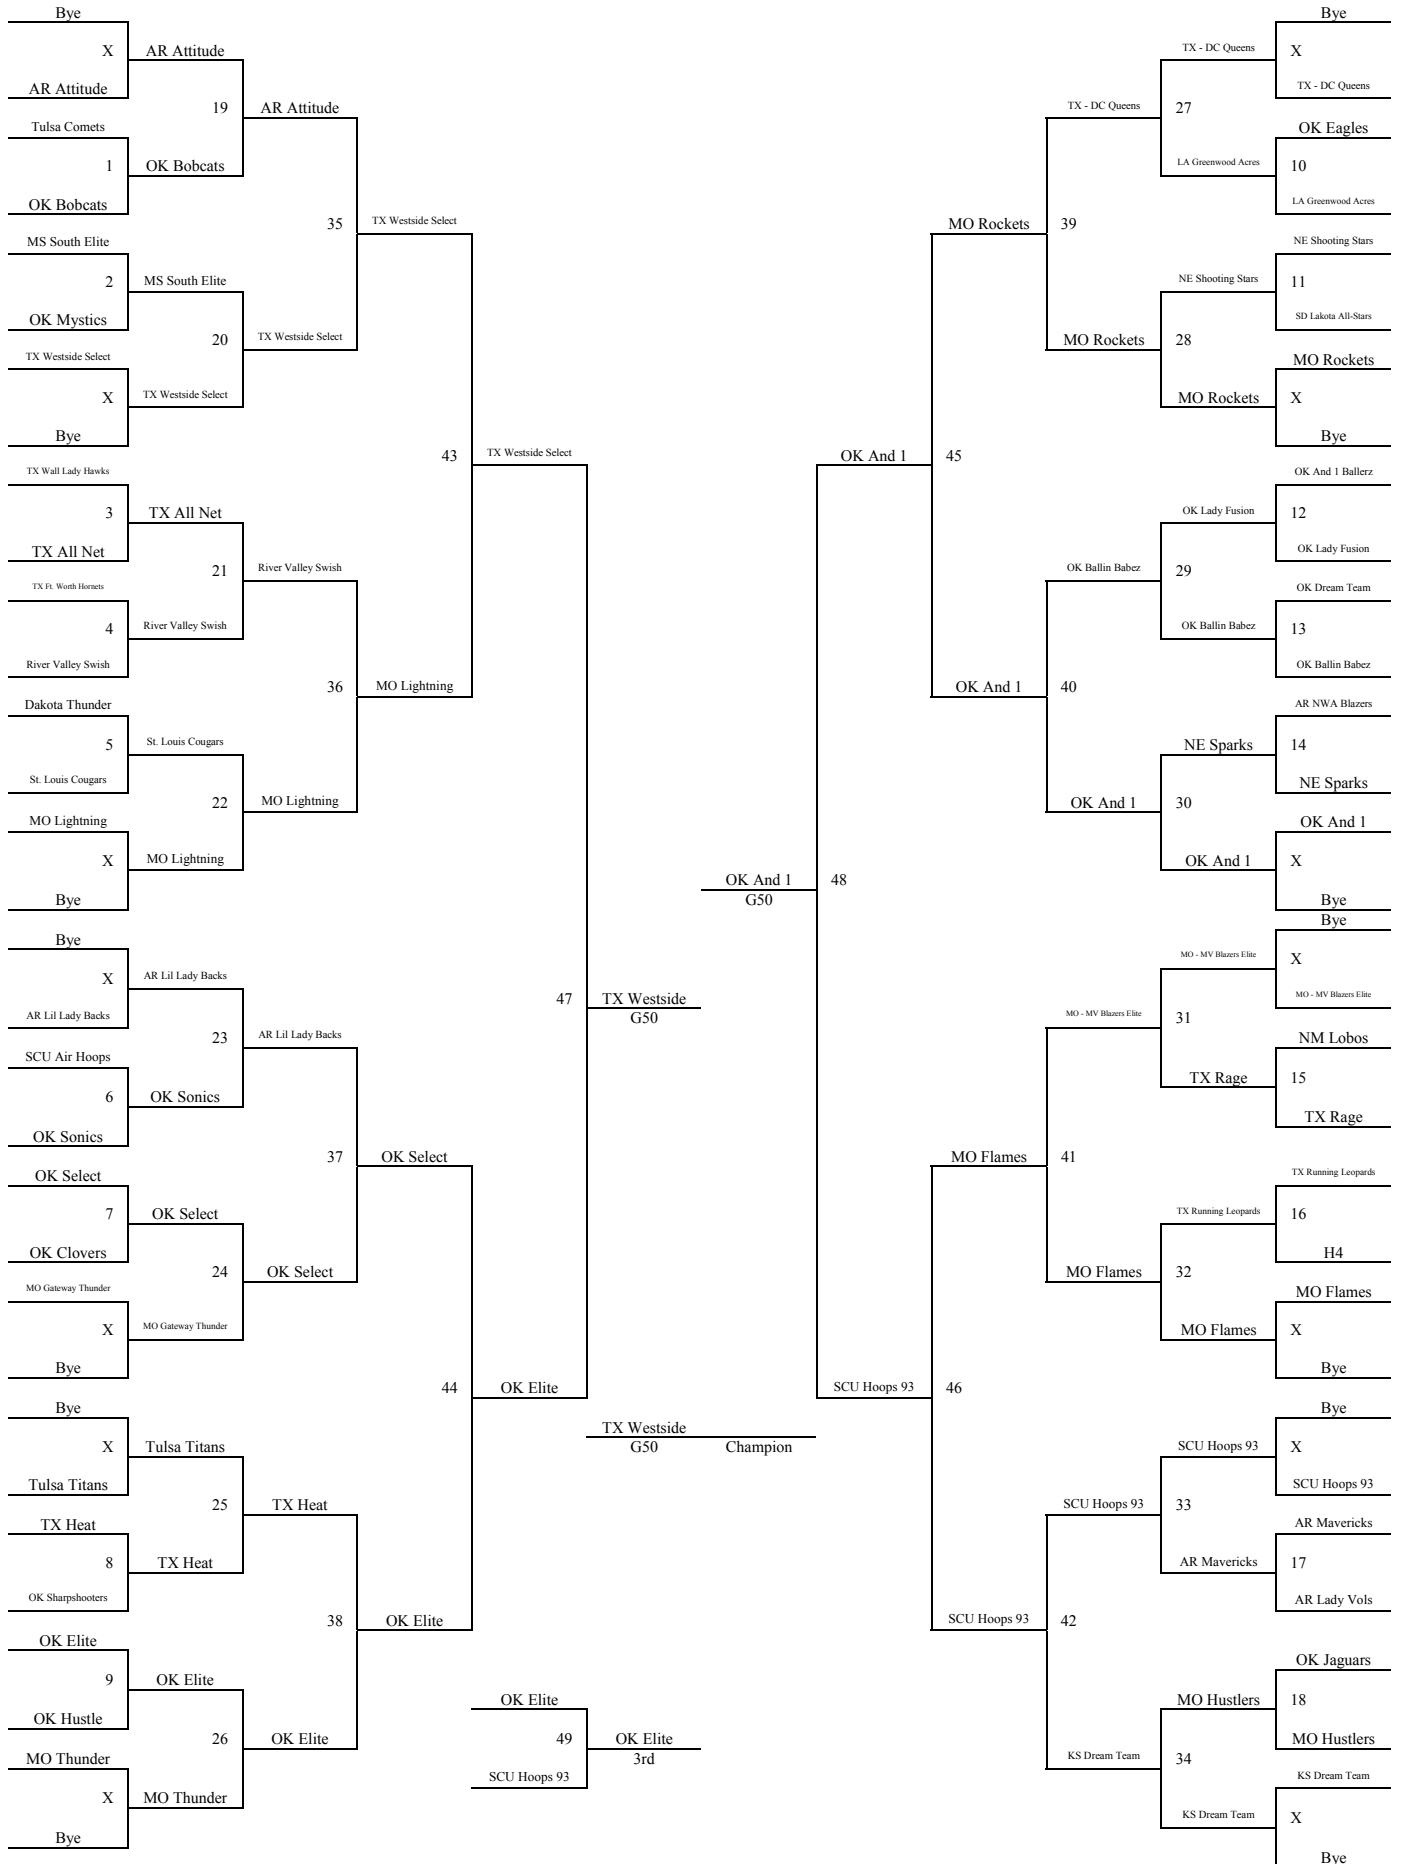 Bye
X
AR Attitude
AR Attitude
19
AR Attitude
Tulsa Comets
1
OK Bobcats
OK Bobcats
35
TX Westside Select
MS South Elite
2
MS South Elite
OK Mystics
20
TX Westside Select
TX Westside Select
X
TX Westside Select
Bye
43
TX Westside Select
TX Wall Lady Hawks
3
TX All Net
TX All Net
21
River Valley Swish
TX Ft. Worth Hornets
4
River Valley Swish
River Valley Swish
36
MO Lightning
Dakota Thunder
5
St. Louis Cougars
St. Louis Cougars
22
MO Lightning
MO Lightning
X
MO Lightning
Bye
47
TX Westside
G50
Bye
X
AR Lil Lady Backs
AR Lil Lady Backs
23
AR Lil Lady Backs
SCU Air Hoops
6
OK Sonics
OK Sonics
37
OK Select
OK Select
7
OK Select
OK Clovers
24
OK Select
MO Gateway Thunder
X
MO Gateway Thunder
Bye
44
OK Elite
Bye
X
Tulsa Titans
Tulsa Titans
25
TX Heat
TX Heat
8
TX Heat
OK Sharpshooters
38
OK Elite
OK Elite
9
OK Elite
OK Hustle
26
OK Elite
MO Thunder
X
MO Thunder
Bye
TX Westside
G50 Champion
OK Elite
49
OK Elite
3rd
SCU Hoops 93
OK And 1
G50
48
Bye
TX - DC Queens
X
TX - DC Queens
TX - DC Queens
27
OK Eagles
LA Greenwood Acres
10
LA Greenwood Acres
MO Rockets
39
NE Shooting Stars
NE Shooting Stars
11
SD Lakota All-Stars
MO Rockets
28
MO Rockets
MO Rockets
X
Bye
OK And 1
45
OK And 1 Ballerz
OK Lady Fusion
12
OK Lady Fusion
OK Ballin Babez
29
OK Dream Team
OK Ballin Babez
13
OK Ballin Babez
OK And 1
40
AR NWA Blazers
NE Sparks
14
NE Sparks
OK And 1
30
OK And 1
OK And 1
X
Bye
Bye
MO - MV Blazers Elite
X
MO - MV Blazers Elite
MO - MV Blazers Elite
31
NM Lobos
TX Rage
15
TX Rage
MO Flames
41
TX Running Leopards
TX Running Leopards
16
H4
MO Flames
32
MO Flames
MO Flames
X
Bye
SCU Hoops 93
46
Bye
SCU Hoops 93
X
SCU Hoops 93
SCU Hoops 93
33
AR Mavericks
AR Mavericks
17
AR Lady Vols
SCU Hoops 93
42
OK Jaguars
MO Hustlers
18
MO Hustlers
KS Dream Team
34
KS Dream Team
KS Dream Team
X
Bye